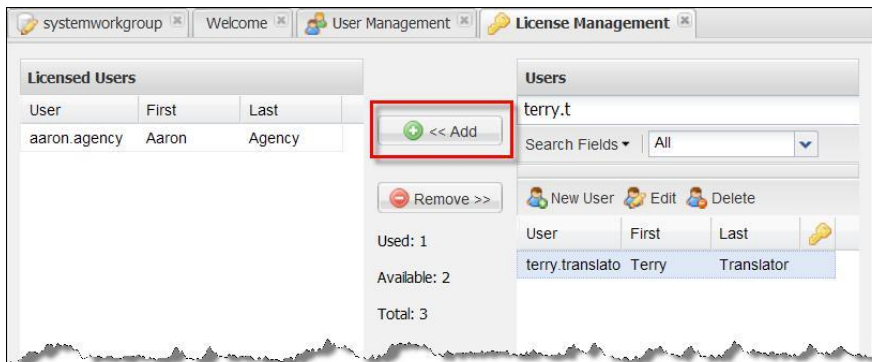 systemworkgroup
Welcome
User Management
License Management
Licensed Users
User First Last
aaron.agency Aaron Agency
<< Add
Remove >>
Used: 1
Available: 2
Total: 3
Users
terry.t
Search Fields All
New User Edit Delete
User First Last
terry.translato Terry Translator